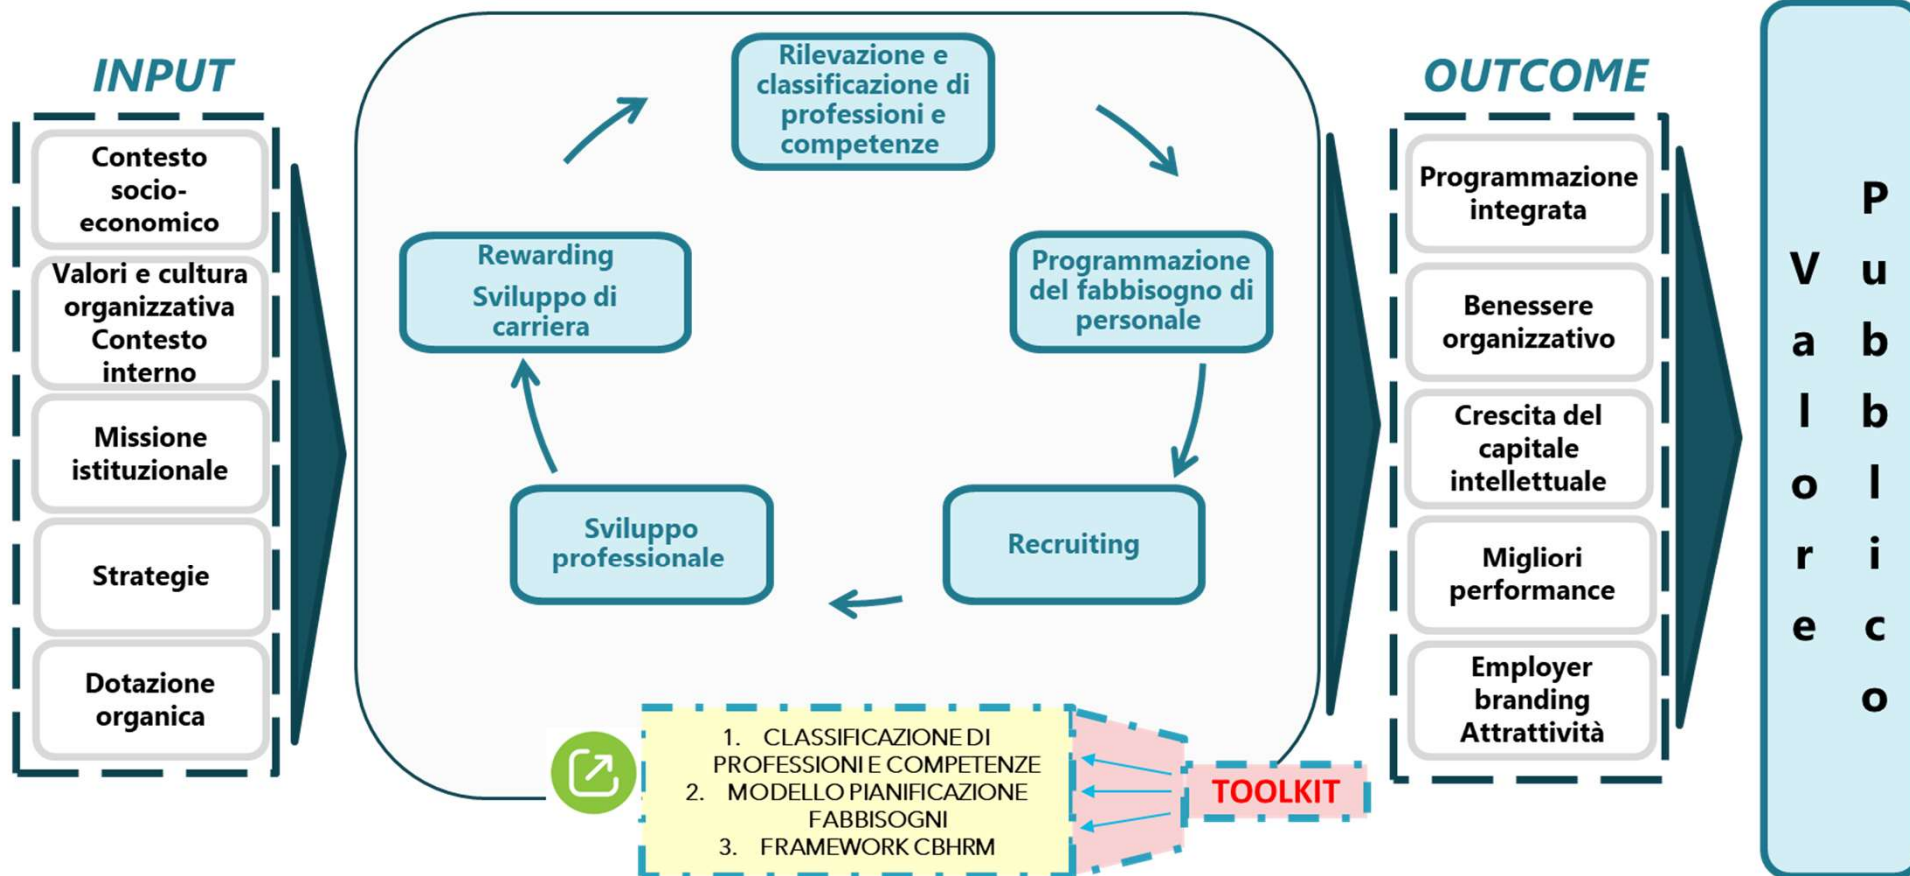 INPUT
Contesto
socio-
economico
Valori e cultura
organizzativa
Contesto
interno
Missione
istituzionale
Strategie
Dotazione
organica
Rilevazione e
classificazione di
professioni e
competenze
Programmazione
del fabbisogno di
personale
Recruiting
Sviluppo
professionale
Rewarding
Sviluppo di
carriera
1. CLASSIFICAZIONE DI
PROFESSIONI E COMPETENZE
2. MODELLO PIANIFICAZIONE
FABBISOGNI
3. FRAMEWORK CBHRM
TOOLKIT
OUTCOME
Programmazione
integrata
Benessere
organizzativo
Crescita del
capitale
intellettuale
Migliori
performance
Employer
branding
Attrattività
Valore
Pubblico